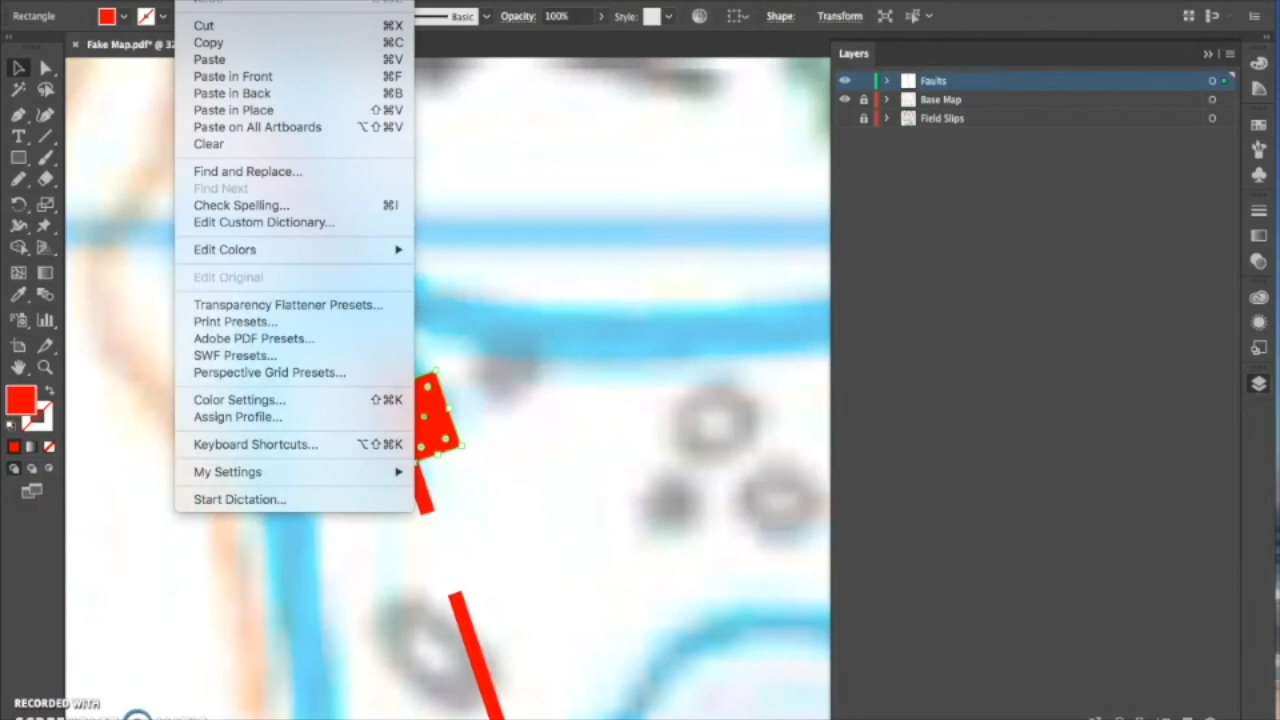 Rectangle
Basic
Opacity: 100%
Style:
Shape:
Transform
Cut ⌘X
Copy ⌘C
Paste ⌘V
Paste in Front ⌘F
Paste in Back ⌘B
Paste in Place ⇧⌘V
Paste on All Artboards ⌥⇧⌘V
Clear
Find and Replace...
Find Next
Check Spelling... ⌘I
Edit Custom Dictionary...
Edit Colors
Edit Original
Transparency Flattener Presets...
Print Presets...
Adobe PDF Presets...
SWF Presets...
Perspective Grid Presets...
Color Settings... ⇧⌘K
Assign Profile...
Keyboard Shortcuts... ⌥⇧⌘K
My Settings
Start Dictation...
Fake Map.pdf* @ 32
Layers
Faults
Base Map
Field Slips
RECORDED WITH